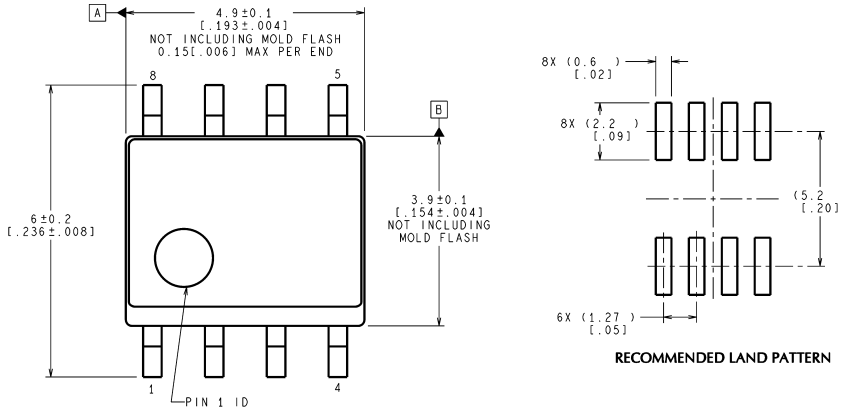 A
4.9±0.1
[.193±.004]
NOT INCLUDING MOLD FLASH
0.15[.006] MAX PER END
8
5
B
6±0.2
[.236±.008]
3.9±0.1
[.154±.004]
NOT INCLUDING
MOLD FLASH
1
4
PIN 1 ID
8X (0.6 )
[.02]
8X (2.2 )
[.09]
(5.2
[.20]
6X (1.27 )
[.05]
RECOMMENDED LAND PATTERN